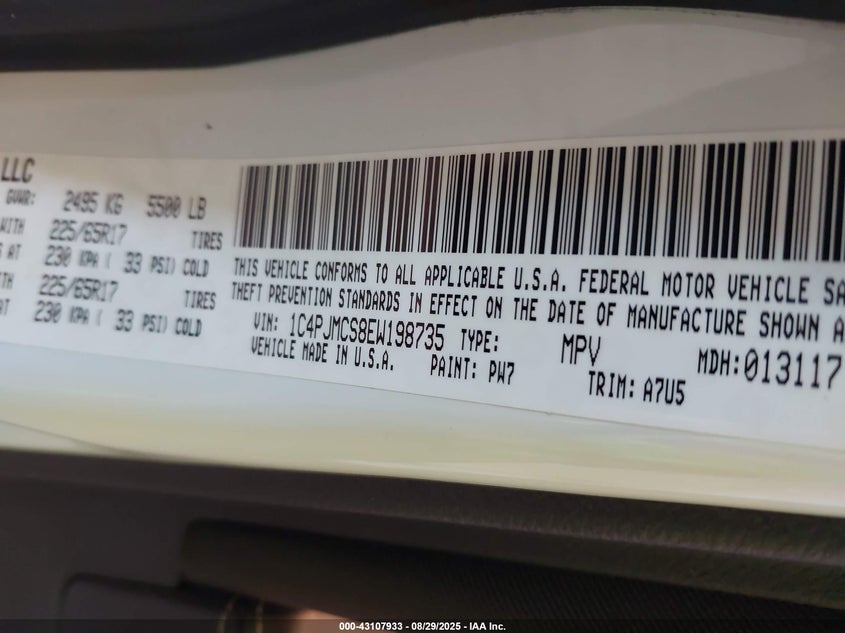 LLC
GVWR: 2495 KG 5500 LB
WITH 225/65R17 TIRES
AT 230 KPA ( 33 PSI) COLD
225/65R17 TIRES
AT 230 KPA ( 33 PSI) COLD
THIS VEHICLE CONFORMS TO ALL APPLICABLE U.S.A. FEDERAL MOTOR VEHICLE SA
THEFT PREVENTION STANDARDS IN EFFECT ON THE DATE OF MANUFACTURE SHOWN A
VIN: 1C4PJMCS8EW198735 TYPE: MPV MDH: 013117
VEHICLE MADE IN U.S.A. PAINT: PW7 TRIM: A7U5
000-43107933 - 08/29/2025 - IAA Inc.